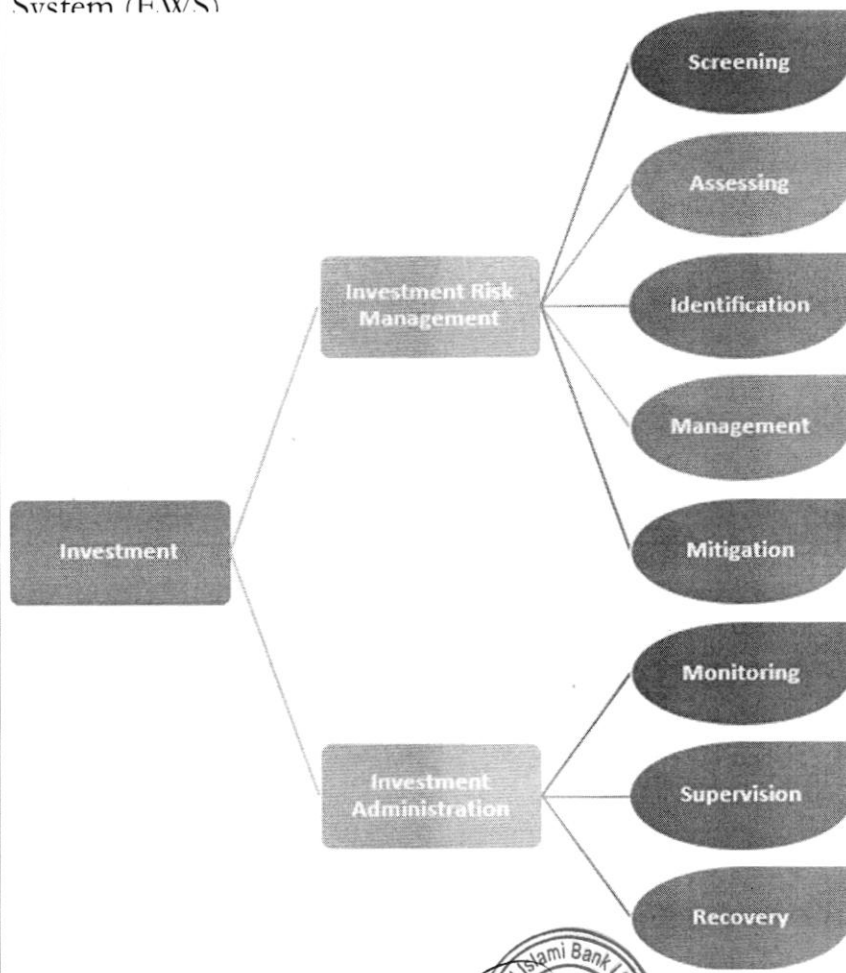 System (EWS)
Screening
Assessing
Investment Risk
Management
Identification
Management
Investment
Mitigation
Monitoring
Investment
Administration
Supervision
Recovery
Islami Bank